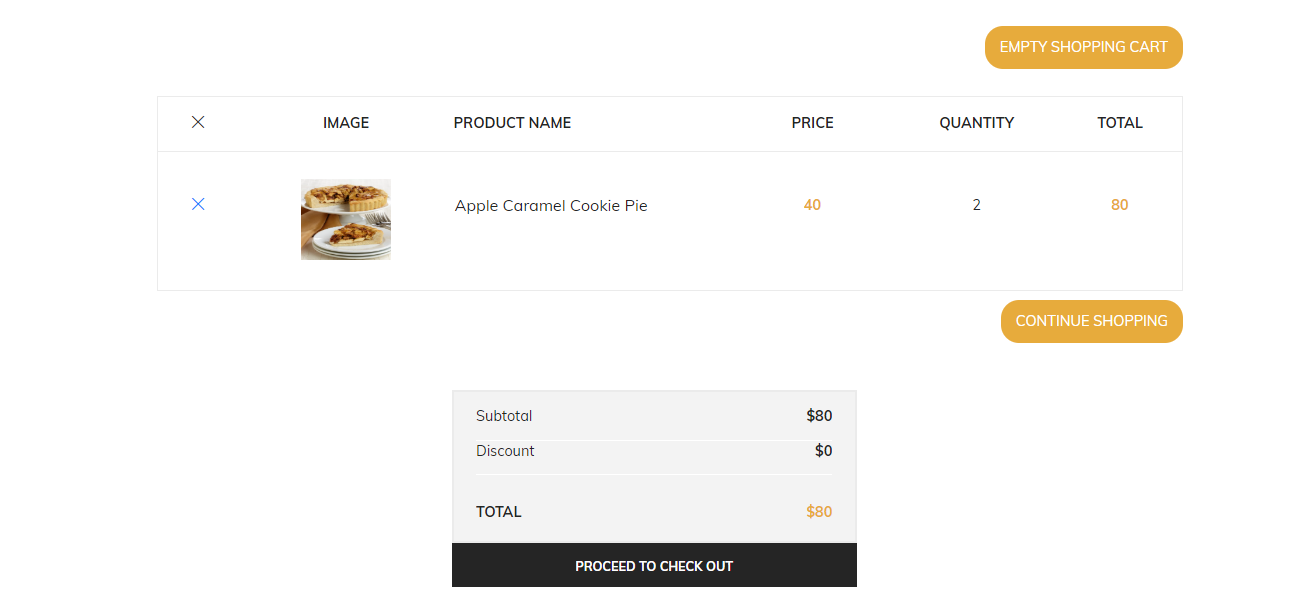 EMPTY SHOPPING CART
IMAGE PRODUCT NAME PRICE QUANTITY TOTAL
Apple Caramel Cookie Pie 40 2 80
CONTINUE SHOPPING
Subtotal $80
Discount $0
TOTAL $80
PROCEED TO CHECK OUT